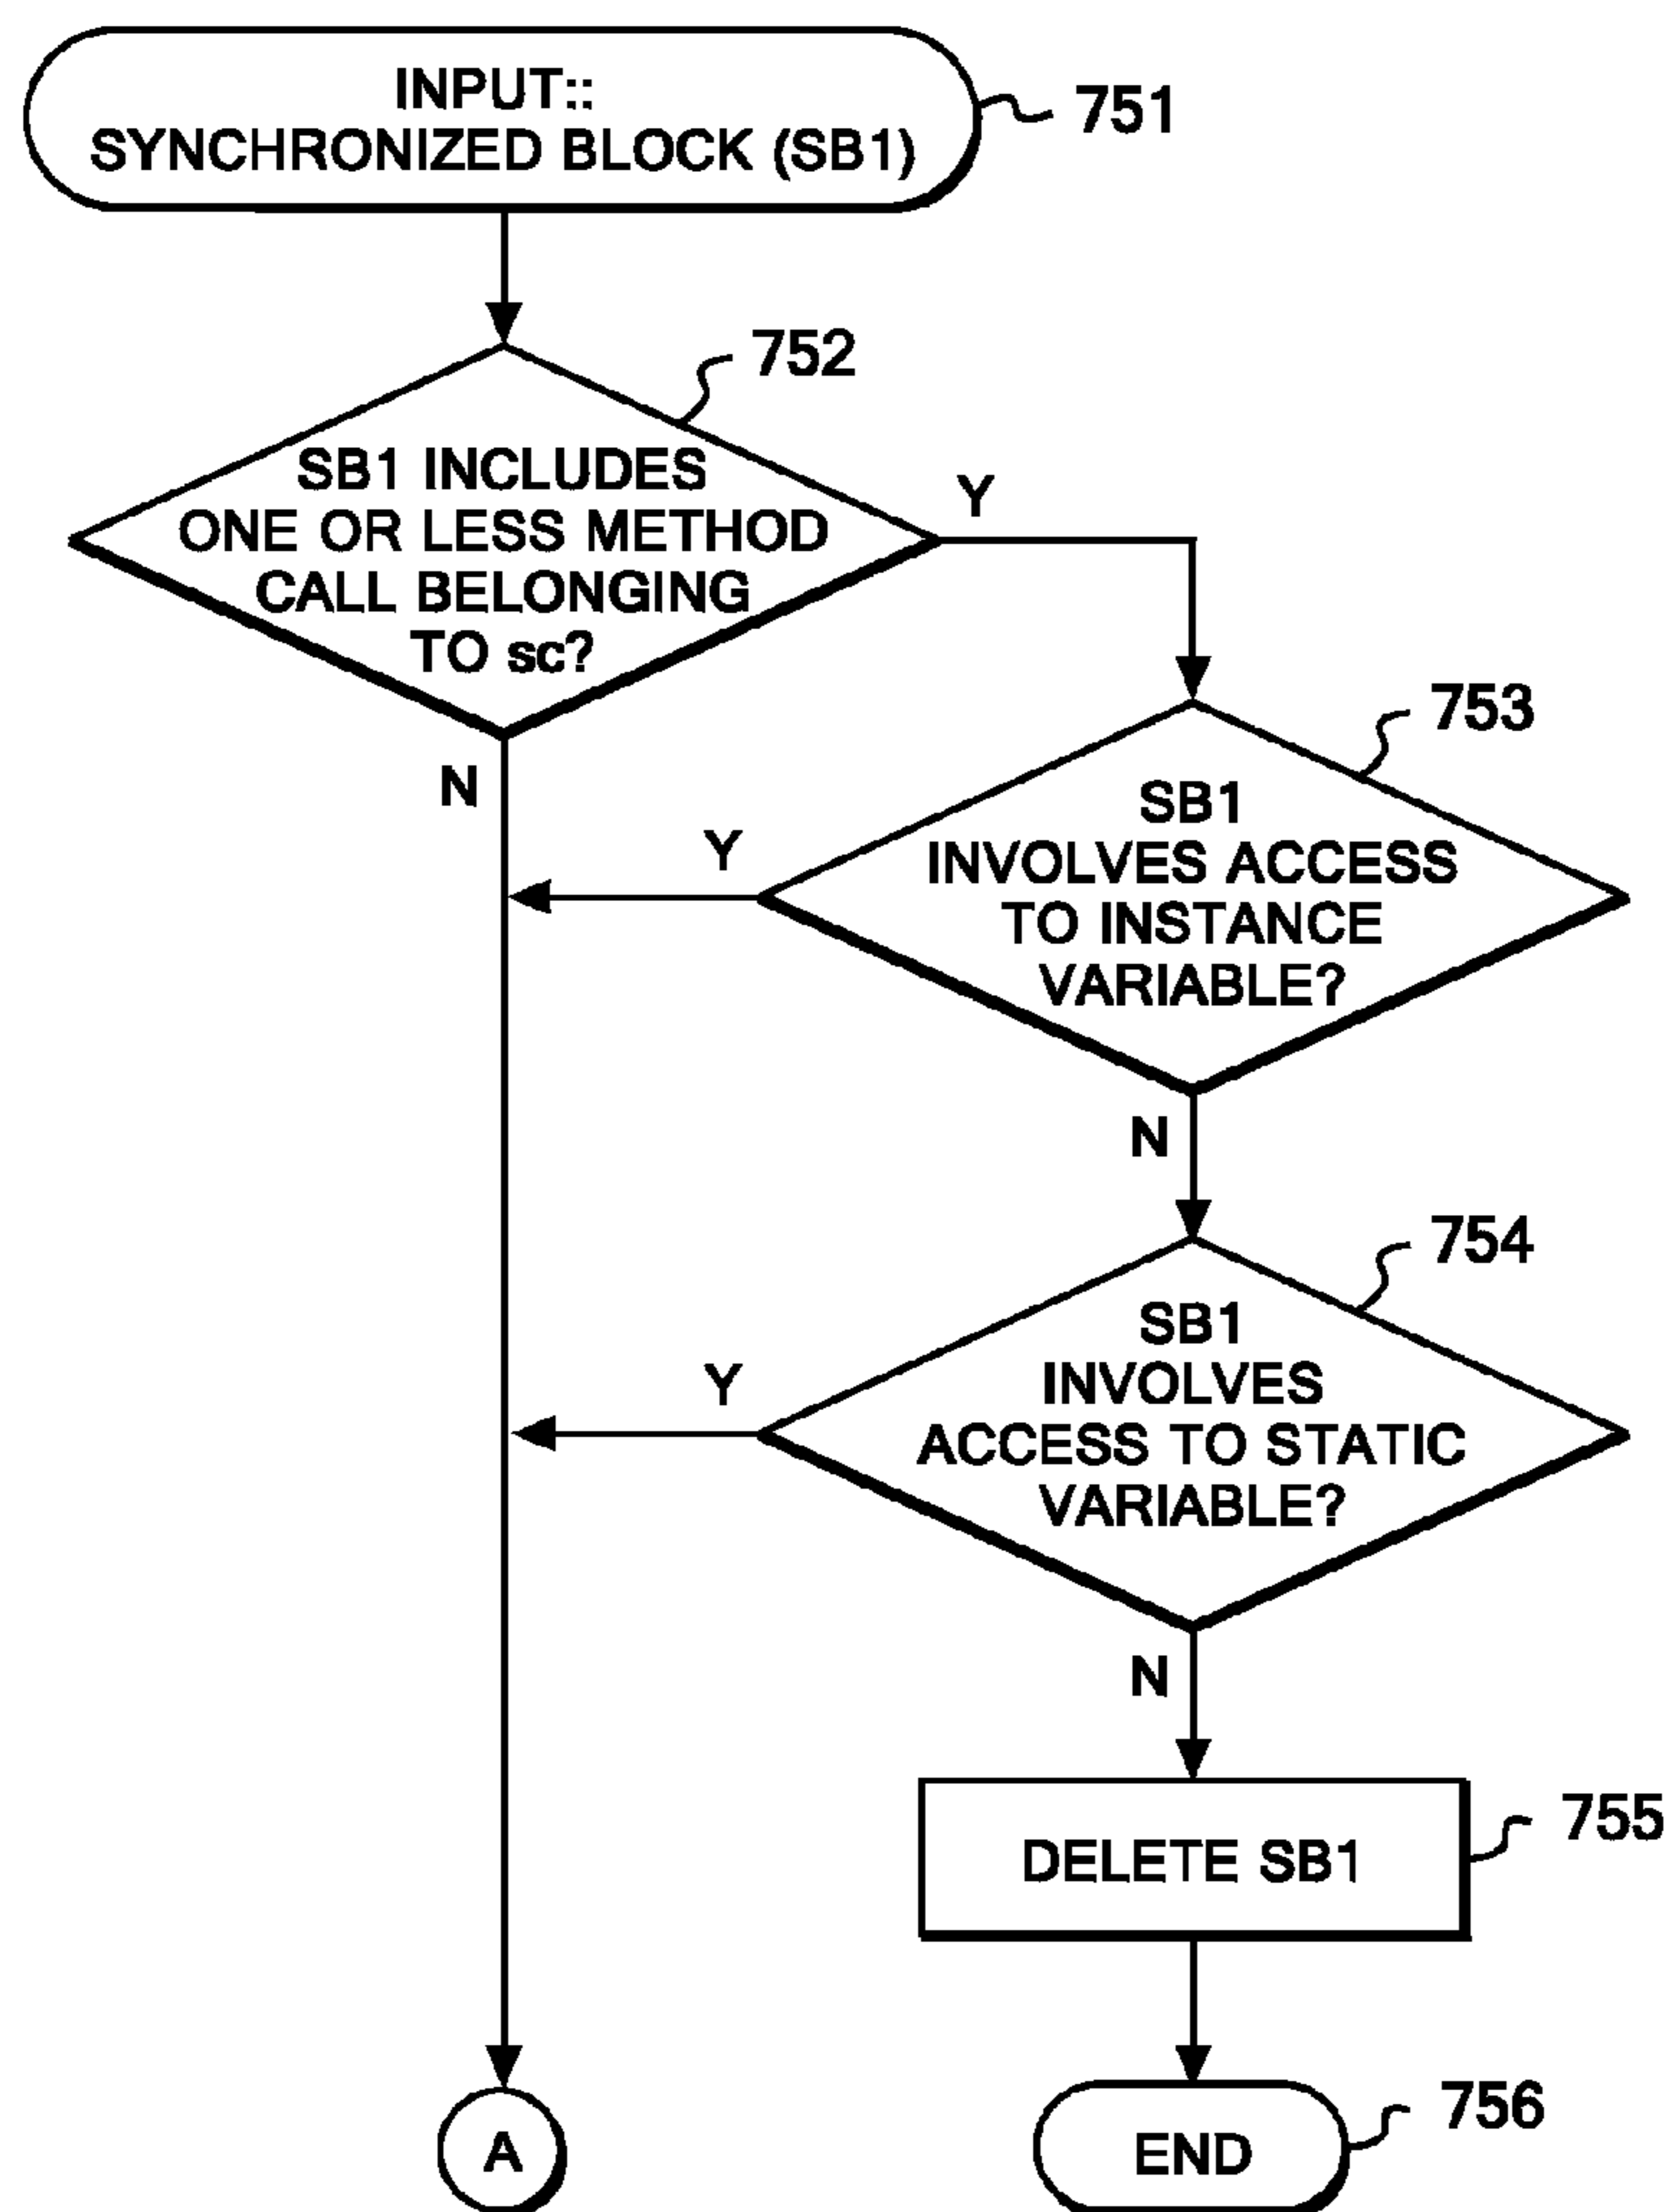 INPUT::
SYNCHRONIZED BLOCK (SB1)
751
752
SB1 INCLUDES
ONE OR LESS METHOD
CALL BELONGING
TO sc?
Y
N
753
SB1
INVOLVES ACCESS
TO INSTANCE
VARIABLE?
Y
N
754
SB1
INVOLVES
ACCESS TO STATIC
VARIABLE?
Y
N
755
DELETE SB1
756
A
END